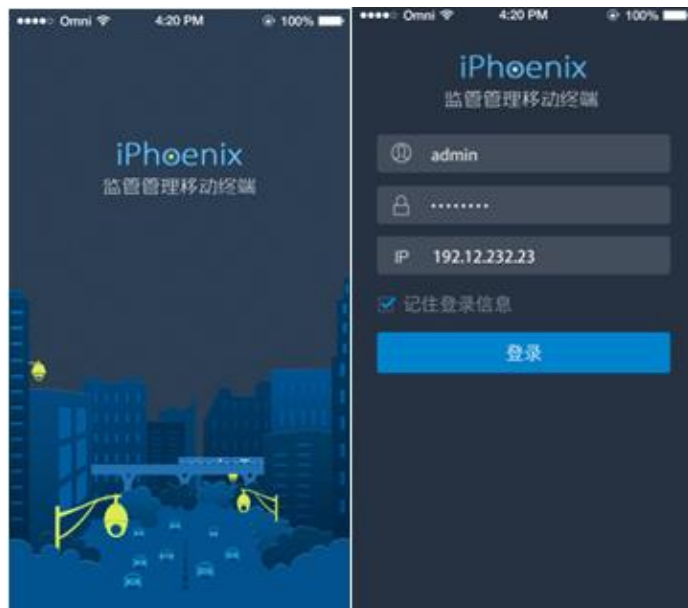 Omni 4:20 PM 100%
iPhoenix
监管管理移动终端
Omni 4:20 PM 100%
iPhoenix
监管管理移动终端
admin
••••••••
IP 192.12.232.23
记住登录信息
登录